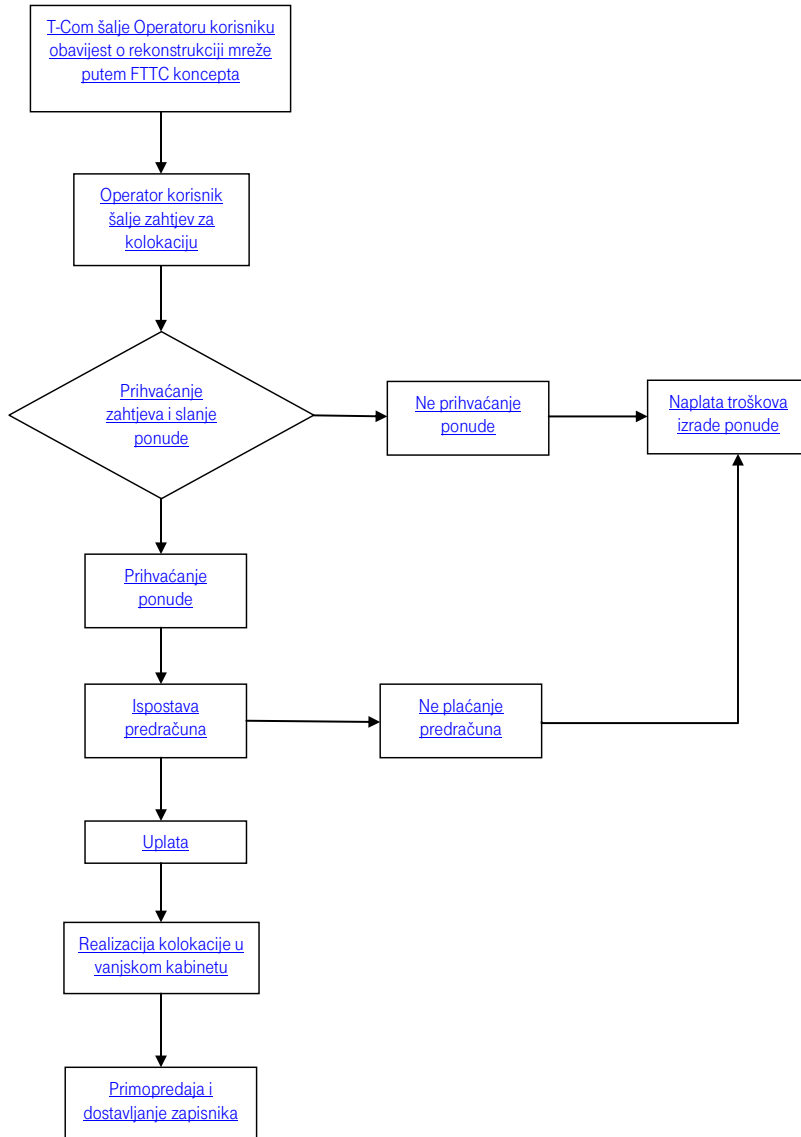 T-Com šalje Operatoru korisniku
obavijest o rekonstrukciji mreže
putem FTTC koncepta
Operator korisnik
šalje zahtjev za
kolokaciju
Prihvaćanje
zahtjeva i slanje
ponude
Ne prihvaćanje
ponude
Naplata troškova
izrade ponude
Prihvaćanje
ponude
Ispostava
predračuna
Ne plaćanje
predračuna
Uplata
Realizacija kolokacije u
vanjskom kabinetu
Primopredaja i
dostavljanje zapisnika